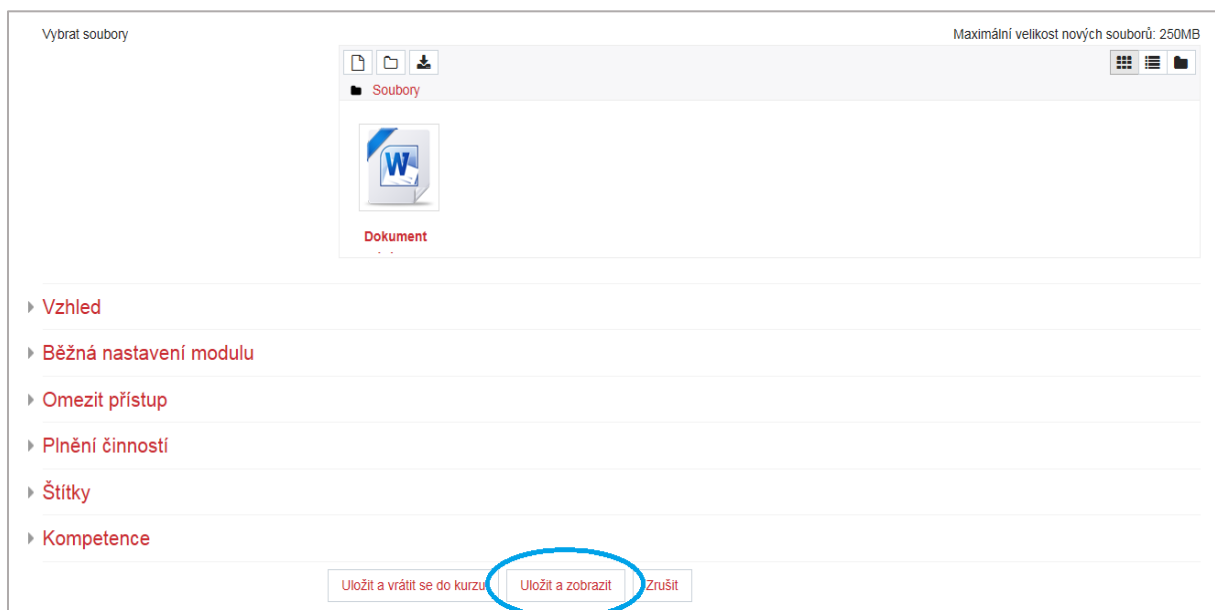 Vybrat soubory
Maximální velikost nových souborů: 250MB
Soubory
W
Dokument
Vzhled
Běžná nastavení modulu
Omezit přístup
Plnění činností
Štítky
Kompetence
Uložit a vrátit se do kurzu Uložit a zobrazit Zrušit